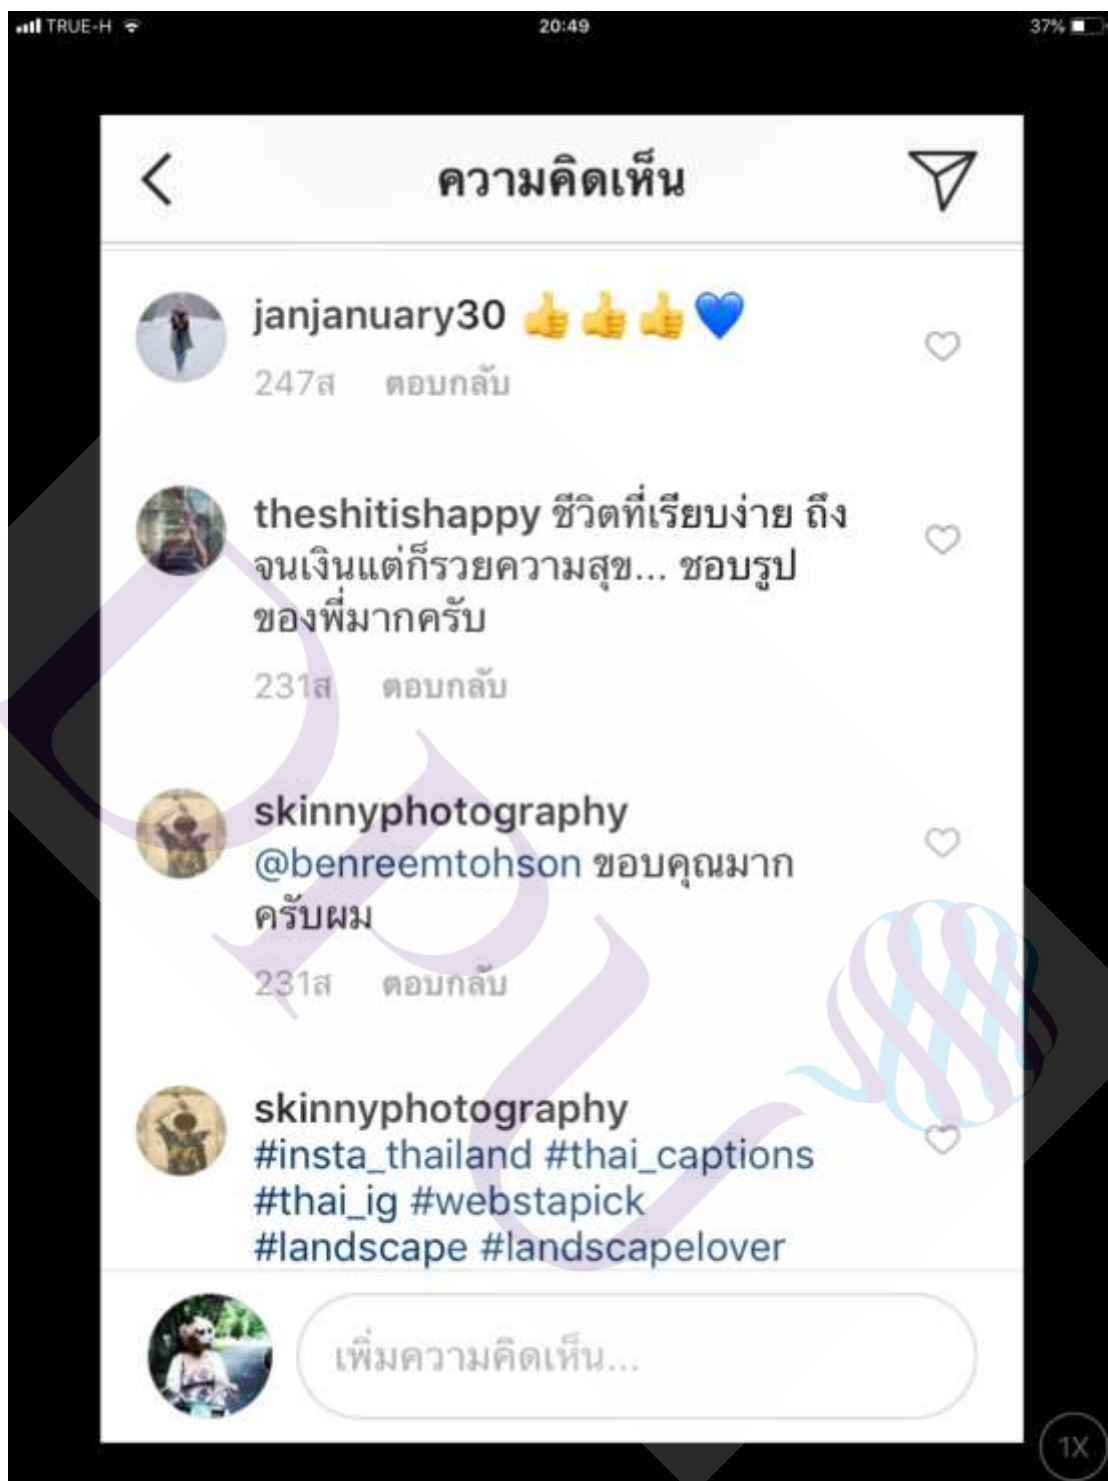 TRUE-H 20:49 37%
ความคิดเห็น
janjanuary30 👍👍👍💙
247ส ตอบกลับ
theshitishappy ชีวิตที่เรียบง่าย ถึง
จนเงินแต่ก็รวยความสุข... ชอบรูป
ของพี่มากครับ
231ส ตอบกลับ
skinnyphotography
@benreemtohson ขอบคุณมาก
ครับผม
231ส ตอบกลับ
skinnyphotography
#insta_thailand #thai_captions
#thai_ig #webstapick
#landscape #landscapelover
เพิ่มความคิดเห็น...
1X
DPU